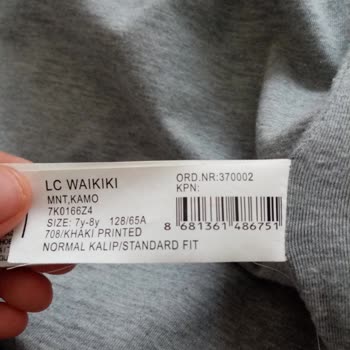 LC WAIKIKI
MNT,KAMO
7K0166Z4
SIZE: 7y-8y 128/65A
708/KHAKI PRINTED
NORMAL KALIP/STANDARD FIT
ORD.NR:370002
KPN:
8 681361 486751